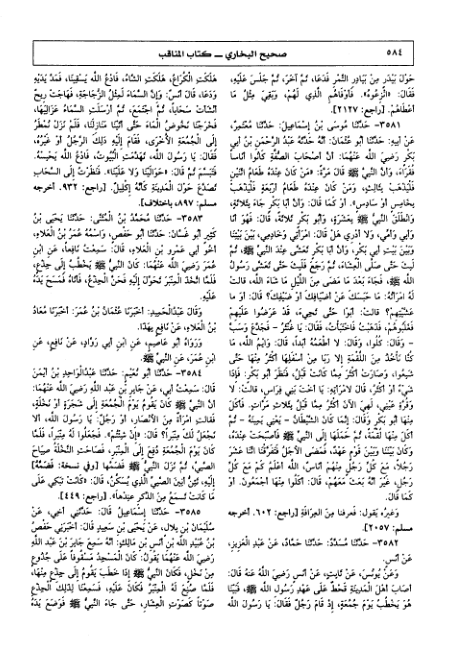 ٥٨٤
صحيح البخاري ــ كتاب المناقب
حَوْلَ بَيْدَرٍ مِنْ بَيَادِرِ التَّمْرِ فَدَعَا، ثُمَّ آخَرَ، ثُمَّ جَلَسَ عَلَيْهِ،
فَقَالَ: «انْزِعُوهُ». فَأَوْفَاهُمُ الَّذِي لَهُمْ، وَبَقِيَ مِثْلُ مَا
أَعْطَاهُمْ. [راجع: ٢١٢٧].
٣٥٨١- حَدَّثَنَا مُوسَى بْنُ إِسْمَاعِيلَ: حَدَّثَنَا مُعْتَمِرٌ،
عَنْ أَبِيهِ: حَدَّثَنَا أَبُو عُثْمَانَ: أَنَّهُ حَدَّثَهُ عَبْدُ الرَّحْمَنِ بْنُ أَبِي
بَكْرٍ رَضِيَ اللَّهُ عَنْهُمَا: أَنَّ أَصْحَابَ الصُّفَّةِ كَانُوا أُنَاسًا
فُقَرَاءَ، وَأَنَّ النَّبِيَّ ﷺ قَالَ مَرَّةً: «مَنْ كَانَ عِنْدَهُ طَعَامُ اثْنَيْنِ
فَلْيَذْهَبْ بِثَالِثٍ، وَمَنْ كَانَ عِنْدَهُ طَعَامُ أَرْبَعَةٍ فَلْيَذْهَبْ
بِخَامِسٍ أَوْ سَادِسٍ». أَوْ كَمَا قَالَ: وَأَنَّ أَبَا بَكْرٍ جَاءَ بِثَلَاثَةٍ،
وَانْطَلَقَ النَّبِيُّ ﷺ بِعَشَرَةٍ، وَأَبُو بَكْرٍ ثَلَاثَةً، قَالَ: فَهُوَ أَنَا
وَأَبِي وَأُمِّي، وَلَا أَدْرِي هَلْ قَالَ: امْرَأَتِي وَخَادِمِي، بَيْنَ بَيْتِنَا
وَبَيْنَ بَيْتِ أَبِي بَكْرٍ، وَأَنَّ أَبَا بَكْرٍ تَعَشَّى عِنْدَ النَّبِيِّ ﷺ، ثُمَّ
لَبِثَ حَتَّى صَلَّى الْعِشَاءَ، ثُمَّ رَجَعَ فَلَبِثَ حَتَّى تَعَشَّى رَسُولُ
اللَّهِ ﷺ، فَجَاءَ بَعْدَ مَا مَضَى مِنَ اللَّيْلِ مَا شَاءَ اللَّهُ، قَالَتْ
لَهُ امْرَأَتُهُ: مَا حَبَسَكَ عَنْ أَضْيَافِكَ أَوْ ضَيْفِكَ؟ قَالَ: أَوَ مَا
عَشَّيْتِهِمْ؟ قَالَتْ: أَبَوْا حَتَّى تَجِيءَ، قَدْ عَرَضُوا عَلَيْهِمْ
فَغَلَبُوهُمْ، فَذَهَبْتُ فَاخْتَبَأْتُ، فَقَالَ: يَا غُنْثَرُ - فَجَدَّعَ وَسَبَّ
- وَقَالَ: كُلُوا، وَقَالَ: لَا أَطْعَمُهُ أَبَدًا، قَالَ: وَايْمُ اللَّهِ، مَا
كُنَّا نَأْخُذُ مِنَ اللُّقْمَةِ إِلَّا رَبَا مِنْ أَسْفَلِهَا أَكْثَرُ مِنْهَا حَتَّى
شَبِعُوا، وَصَارَتْ أَكْثَرَ مِمَّا كَانَتْ قَبْلُ، فَنَظَرَ أَبُو بَكْرٍ: فَإِذَا
شَيْءٌ أَوْ أَكْثَرُ، قَالَ لِامْرَأَتِهِ: يَا أُخْتَ بَنِي فِرَاسٍ، قَالَتْ: لَا
وَقُرَّةِ عَيْنِي، لَهِيَ الْآنَ أَكْثَرُ مِمَّا قَبْلُ بِثَلَاثِ مَرَّاتٍ. فَأَكَلَ
مِنْهَا أَبُو بَكْرٍ وَقَالَ: إِنَّمَا كَانَ الشَّيْطَانُ - يَعْنِي يَمِينَهُ - ثُمَّ
أَكَلَ مِنْهَا لُقْمَةً، ثُمَّ حَمَلَهَا إِلَى النَّبِيِّ ﷺ فَأَصْبَحَتْ عِنْدَهُ،
وَكَانَ بَيْنَنَا وَبَيْنَ قَوْمٍ عَهْدٌ، فَمَضَى الْأَجَلُ فَتَفَرَّقْنَا اثْنَا عَشَرَ
رَجُلًا، مَعَ كُلِّ رَجُلٍ مِنْهُمْ أُنَاسٌ، اللَّهُ أَعْلَمُ كَمْ مَعَ كُلِّ
رَجُلٍ، غَيْرَ أَنَّهُ بَعَثَ مَعَهُمْ، قَالَ: أَكَلُوا مِنْهَا أَجْمَعُونَ. أَوْ
كَمَا قَالَ.
وَغَيْرُهُ يَقُولُ: فَعَرَفْنَا مِنَ الْعِرَافَةِ [راجع: ٦٠٢. أخرجه
مسلم: ٢٠٥٧].
٣٥٨٢- حَدَّثَنَا مُسَدَّدٌ: حَدَّثَنَا حَمَّادٌ، عَنْ عَبْدِ الْعَزِيزِ،
عَنْ أَنَسٍ.
وَعَنْ يُونُسَ، عَنْ ثَابِتٍ، عَنْ أَنَسٍ رَضِيَ اللَّهُ عَنْهُ قَالَ:
أَصَابَ أَهْلَ الْمَدِينَةِ قَحْطٌ عَلَى عَهْدِ رَسُولِ اللَّهِ ﷺ، فَبَيْنَا
هُوَ يَخْطُبُ يَوْمَ جُمُعَةٍ، إِذْ قَامَ رَجُلٌ فَقَالَ: يَا رَسُولَ اللَّهِ
هَلَكَتِ الْكُرَاعُ، هَلَكَتِ الشَّاءُ، فَادْعُ اللَّهَ يَسْقِينَا، فَمَدَّ يَدَيْهِ
وَدَعَا، قَالَ أَنَسٌ: وَإِنَّ السَّمَاءَ لَمِثْلُ الزُّجَاجَةِ، فَهَاجَتْ رِيحٌ
أَنْشَأَتْ سَحَابًا، ثُمَّ اجْتَمَعَ، ثُمَّ أَرْسَلَتِ السَّمَاءُ عَزَالِيَهَا،
فَخَرَجْنَا نَخُوضُ الْمَاءَ حَتَّى أَتَيْنَا مَنَازِلَنَا، فَلَمْ نَزَلْ نُمْطَرُ
إِلَى الْجُمُعَةِ الْأُخْرَى، فَقَامَ إِلَيْهِ ذَلِكَ الرَّجُلُ أَوْ غَيْرُهُ،
فَقَالَ: يَا رَسُولَ اللَّهِ، تَهَدَّمَتِ الْبُيُوتُ، فَادْعُ اللَّهَ يَحْبِسْهُ.
فَتَبَسَّمَ ثُمَّ قَالَ: «حَوَالَيْنَا وَلَا عَلَيْنَا». فَنَظَرْتُ إِلَى السَّحَابِ
تَصَدَّعَ حَوْلَ الْمَدِينَةِ كَأَنَّهُ إِكْلِيلٌ. [راجع: ٩٣٢. أخرجه
مسلم: ٨٩٧، باختلاف].
٣٥٨٣- حَدَّثَنَا مُحَمَّدُ بْنُ الْمُثَنَّى: حَدَّثَنَا يَحْيَى بْنُ
كَثِيرٍ أَبُو غَسَّانَ: حَدَّثَنَا أَبُو حَفْصٍ، وَاسْمُهُ عُمَرُ بْنُ الْعَلَاءِ،
أَخُو أَبِي عَمْرِو بْنِ الْعَلَاءِ، قَالَ: سَمِعْتُ نَافِعًا، عَنِ ابْنِ
عُمَرَ رَضِيَ اللَّهُ عَنْهُمَا: كَانَ النَّبِيُّ ﷺ يَخْطُبُ إِلَى جِذْعٍ،
فَلَمَّا اتَّخَذَ الْمِنْبَرَ تَحَوَّلَ إِلَيْهِ فَحَنَّ الْجِذْعُ، فَأَتَاهُ فَمَسَحَ يَدَهُ
عَلَيْهِ.
وَقَالَ عَبْدُ الْحَمِيدِ: أَخْبَرَنَا عُثْمَانُ بْنُ عُمَرَ: أَخْبَرَنَا مُعَاذُ
بْنُ الْعَلَاءِ، عَنْ نَافِعٍ بِهَذَا.
وَرَوَاهُ أَبُو عَاصِمٍ، عَنِ ابْنِ أَبِي رَوَّادٍ، عَنْ نَافِعٍ، عَنِ
ابْنِ عُمَرَ، عَنِ النَّبِيِّ ﷺ.
٣٥٨٤- حَدَّثَنَا أَبُو نُعَيْمٍ: حَدَّثَنَا عَبْدُ الْوَاحِدِ بْنُ أَيْمَنَ
قَالَ: سَمِعْتُ أَبِي، عَنْ جَابِرِ بْنِ عَبْدِ اللَّهِ رَضِيَ اللَّهُ عَنْهُمَا:
أَنَّ النَّبِيَّ ﷺ كَانَ يَقُومُ يَوْمَ الْجُمُعَةِ إِلَى شَجَرَةٍ أَوْ نَخْلَةٍ،
فَقَالَتِ امْرَأَةٌ مِنَ الْأَنْصَارِ، أَوْ رَجُلٌ: يَا رَسُولَ اللَّهِ، أَلَا
نَجْعَلُ لَكَ مِنْبَرًا؟ قَالَ: «إِنْ شِئْتُمْ». فَجَعَلُوا لَهُ مِنْبَرًا، فَلَمَّا
كَانَ يَوْمَ الْجُمُعَةِ دُفِعَ إِلَى الْمِنْبَرِ، فَصَاحَتِ النَّخْلَةُ صِيَاحَ
الصَّبِيِّ، ثُمَّ نَزَلَ النَّبِيُّ ﷺ فَضَمَّهَا [وفي نسخة: فَضَمَّهُ]
إِلَيْهِ، تَئِنُّ أَنِينَ الصَّبِيِّ الَّذِي يُسَكَّنُ، قَالَ: «كَانَتْ تَبْكِي عَلَى
مَا كَانَتْ تَسْمَعُ مِنَ الذِّكْرِ عِنْدَهَا». [راجع: ٤٤٩].
٣٥٨٥- حَدَّثَنَا إِسْمَاعِيلُ قَالَ: حَدَّثَنِي أَخِي، عَنْ
سُلَيْمَانَ بْنِ بِلَالٍ، عَنْ يَحْيَى بْنِ سَعِيدٍ قَالَ: أَخْبَرَنِي حَفْصُ
بْنُ عُبَيْدِ اللَّهِ بْنِ أَنَسِ بْنِ مَالِكٍ: أَنَّهُ سَمِعَ جَابِرَ بْنَ عَبْدِ اللَّهِ
رَضِيَ اللَّهُ عَنْهُمَا يَقُولُ: كَانَ الْمَسْجِدُ مَسْقُوفًا عَلَى جُذُوعٍ
مِنْ نَخْلٍ، فَكَانَ النَّبِيُّ ﷺ إِذَا خَطَبَ يَقُومُ إِلَى جِذْعٍ مِنْهَا،
فَلَمَّا صُنِعَ لَهُ الْمِنْبَرُ وَكَانَ عَلَيْهِ، فَسَمِعْنَا لِذَلِكَ الْجِذْعِ
صَوْتًا كَصَوْتِ الْعِشَارِ، حَتَّى جَاءَ النَّبِيُّ ﷺ فَوَضَعَ يَدَهُ